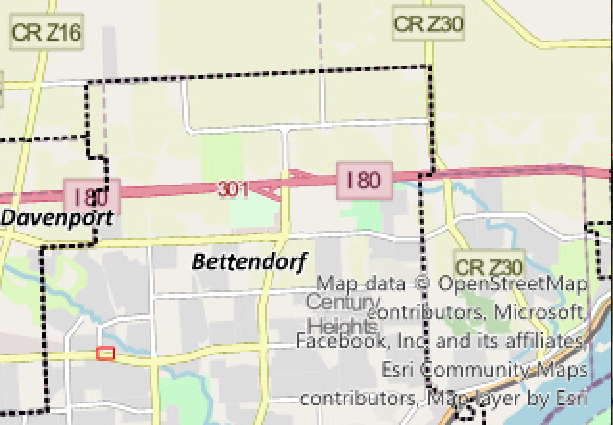 CR Z16
CR Z30
I 80
301
I 80
Davenport
Bettendorf
CR Z30
Century
Heights
Map data © OpenStreetMap
contributors, Microsoft,
Facebook, Inc. and its affiliates,
Esri Community Maps
contributors, Map layer by Esri